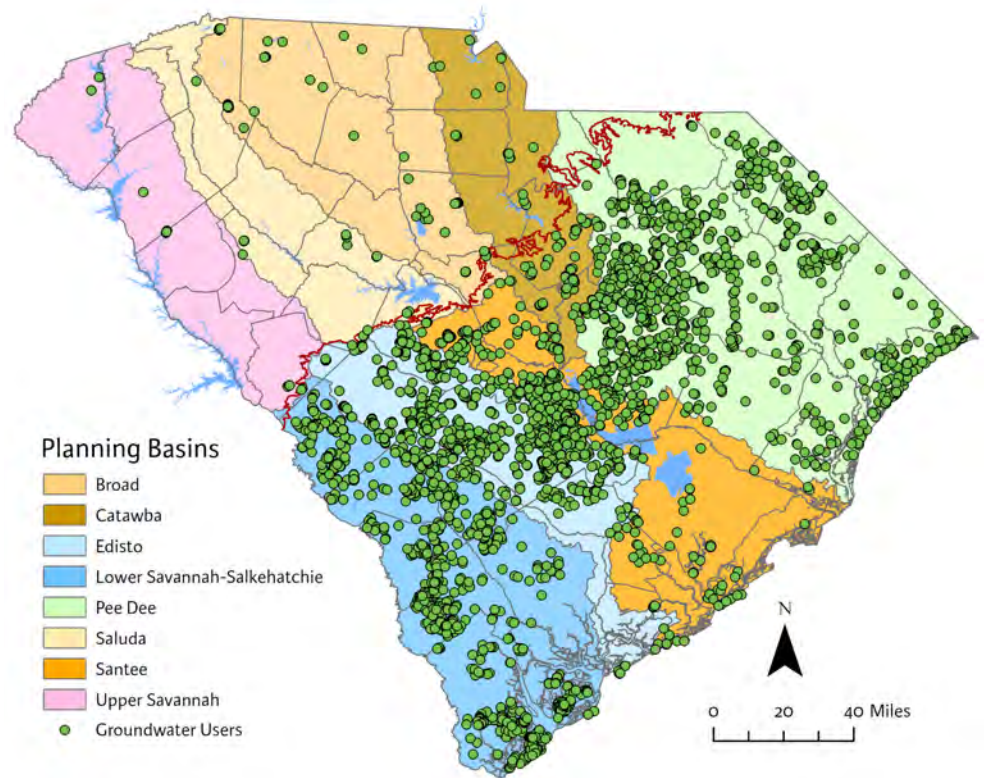 Planning Basins
Broad
Catawba
Edisto
Lower Savannah-Salkehatchie
Pee Dee
Saluda
Santee
Upper Savannah
Groundwater Users
N
0 20 40 Miles